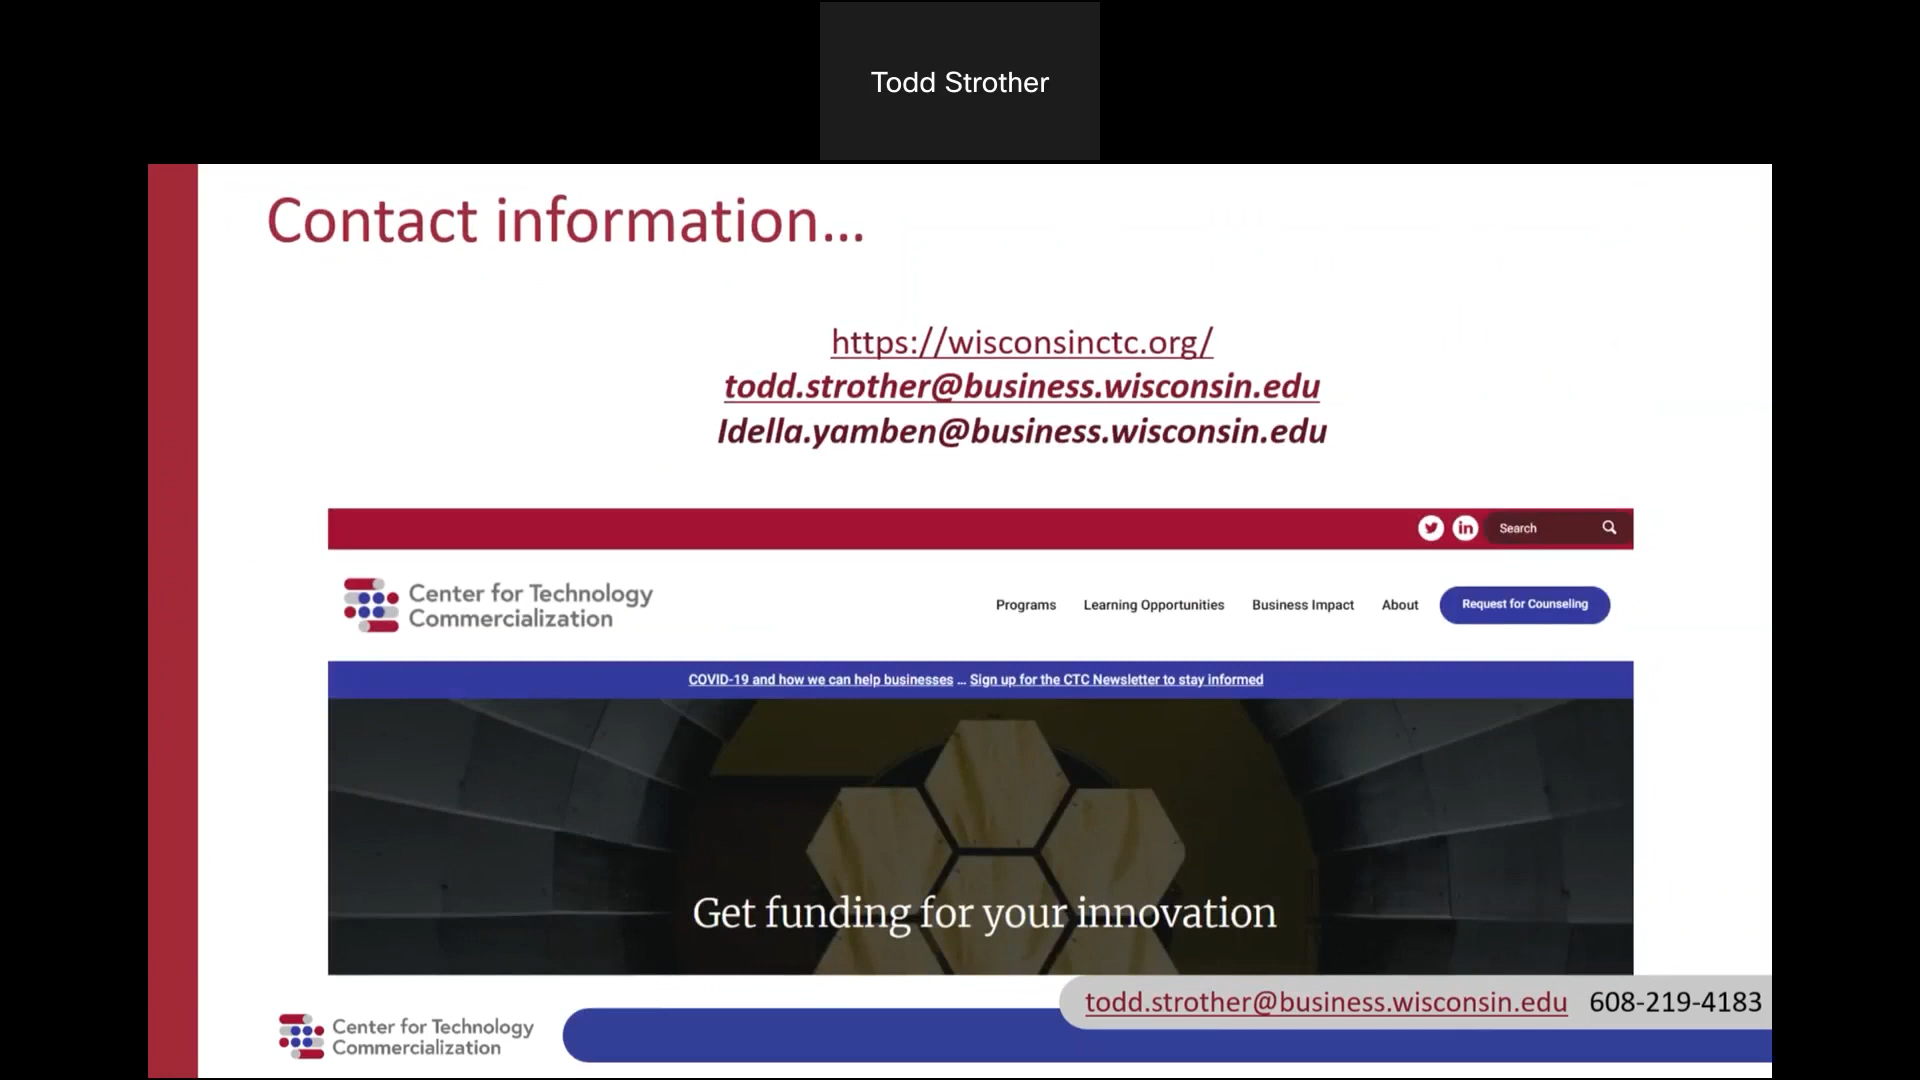 Todd Strother
Contact information...
https://wisconsinctc.org/
todd.strother@business.wisconsin.edu
Idella.yamben@business.wisconsin.edu
in Search
Center for Technology
Commercialization
Programs Learning Opportunities Business Impact About Request for Counseling
COVID-19 and how we can help businesses ... Sign up for the CTC Newsletter to stay informed
Get funding for your innovation
todd.strother@business.wisconsin.edu 608-219-4183
Center for Technology
Commercialization